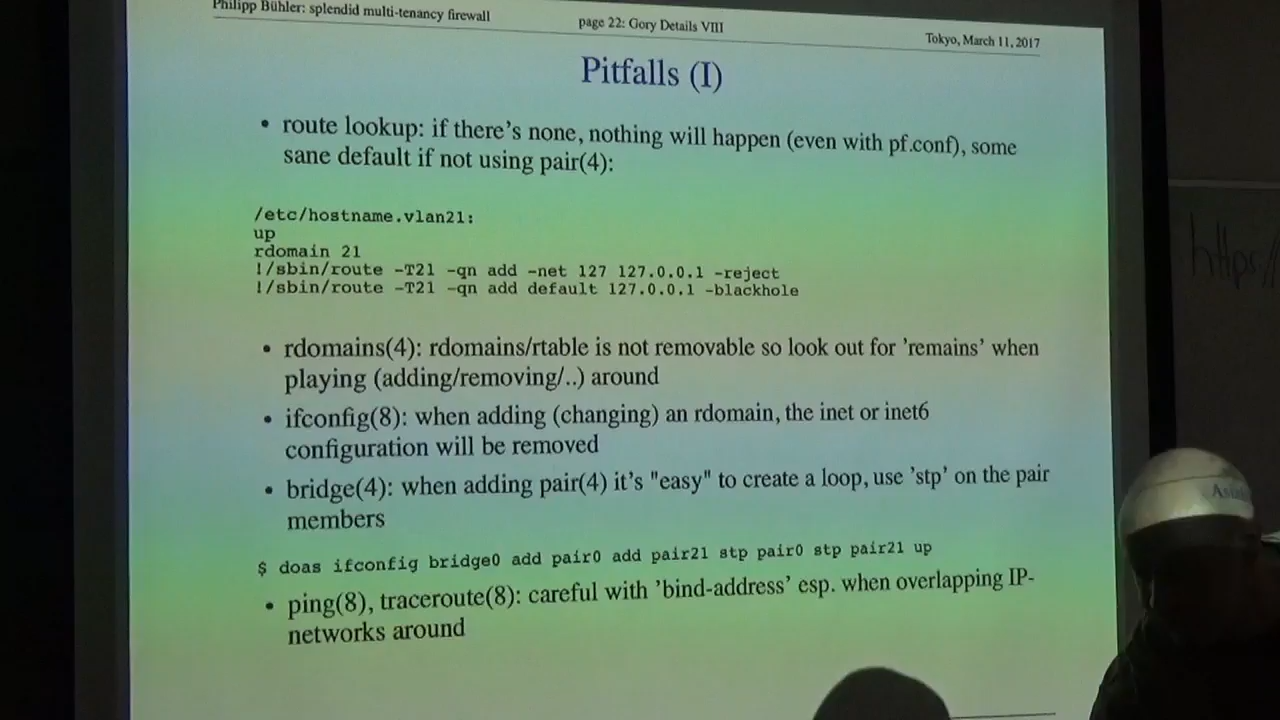 Philipp Bühler: splendid multi-tenancy firewall
page 22: Gory Details VIII
Tokyo, March 11, 2017
Pitfalls (I)
• route lookup: if there's none, nothing will happen (even with pf.conf), some
sane default if not using pair(4):
/etc/hostname.vlan21:
up
rdomain 21
!/sbin/route -T21 -qn add -net 127 127.0.0.1 -reject
!/sbin/route -T21 -qn add default 127.0.0.1 -blackhole
• rdomains(4): rdomains/rtable is not removable so look out for 'remains' when
playing (adding/removing/..) around
• ifconfig(8): when adding (changing) an rdomain, the inet or inet6
configuration will be removed
• bridge(4): when adding pair(4) it's "easy" to create a loop, use 'stp' on the pair
members
$ doas ifconfig bridge0 add pair0 add pair21 stp pair0 stp pair21 up
• ping(8), traceroute(8): careful with 'bind-address' esp. when overlapping IP-
networks around
https:/